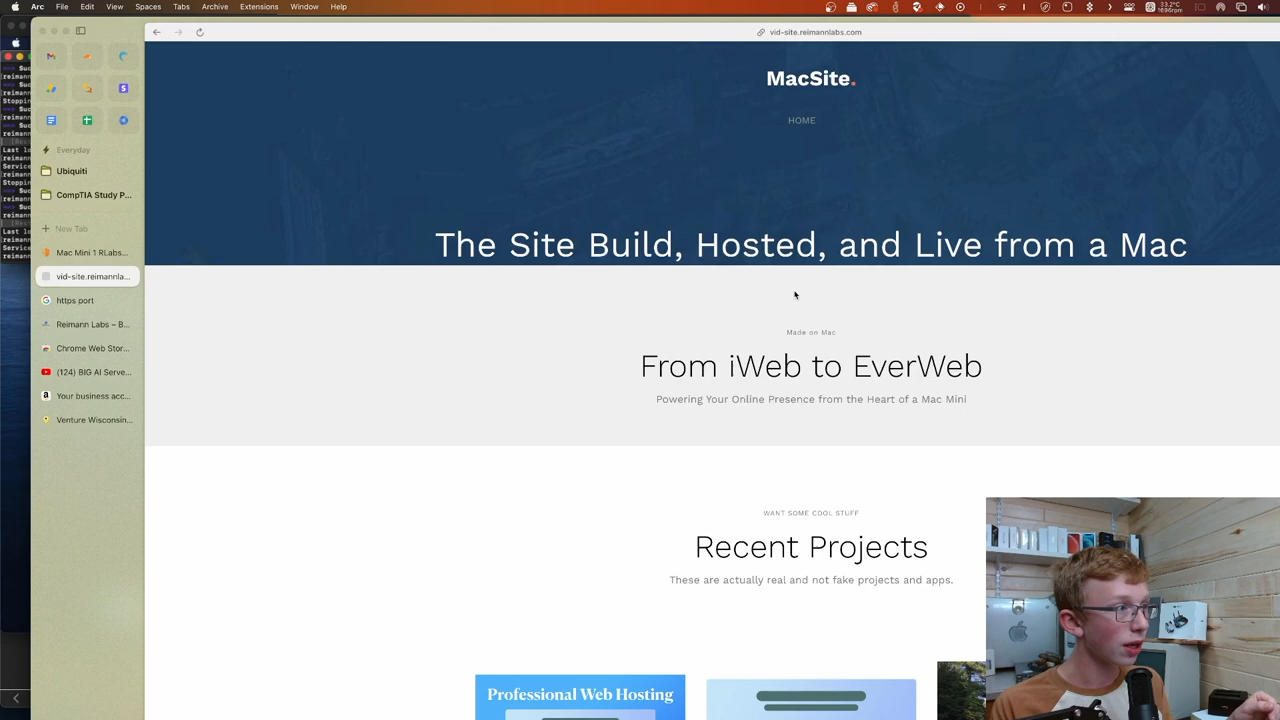 Arc File Edit View Spaces Tabs Archive Extensions Window Help
33.2°C
1696rpm
vid-site.reimannlabs.com
MacSite.
HOME
The Site Build, Hosted, and Live from a Mac
Made on Mac
From iWeb to EverWeb
Powering Your Online Presence from the Heart of a Mac Mini
WANT SOME COOL STUFF
Recent Projects
These are actually real and not fake projects and apps.
Professional Web Hosting
Everyday
Ubiquiti
CompTIA Study P...
New Tab
Mac Mini 1 RLabs...
vid-site.reimannla...
https port
Reimann Labs – B...
Chrome Web Stor...
(124) BIG AI Serve...
Your business acc...
Venture Wisconsin...